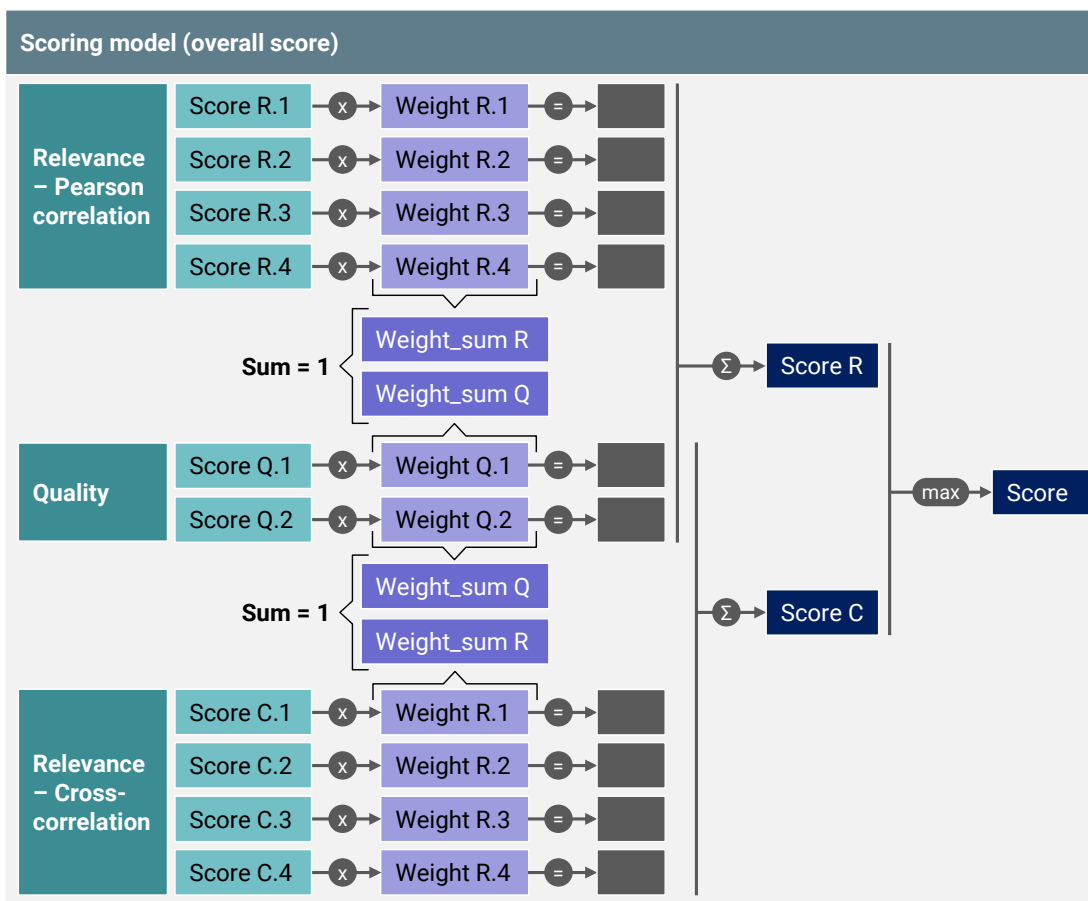 Scoring model (overall score)
Relevance
– Pearson
correlation
Score R.1 x Weight R.1 =
Score R.2 x Weight R.2 =
Score R.3 x Weight R.3 =
Score R.4 x Weight R.4 =
Sum = 1
Weight_sum R
Weight_sum Q
Σ Score R
Quality
Score Q.1 x Weight Q.1 =
Score Q.2 x Weight Q.2 =
max Score
Sum = 1
Weight_sum Q
Weight_sum R
Σ Score C
Relevance
– Cross-
correlation
Score C.1 x Weight R.1 =
Score C.2 x Weight R.2 =
Score C.3 x Weight R.3 =
Score C.4 x Weight R.4 =